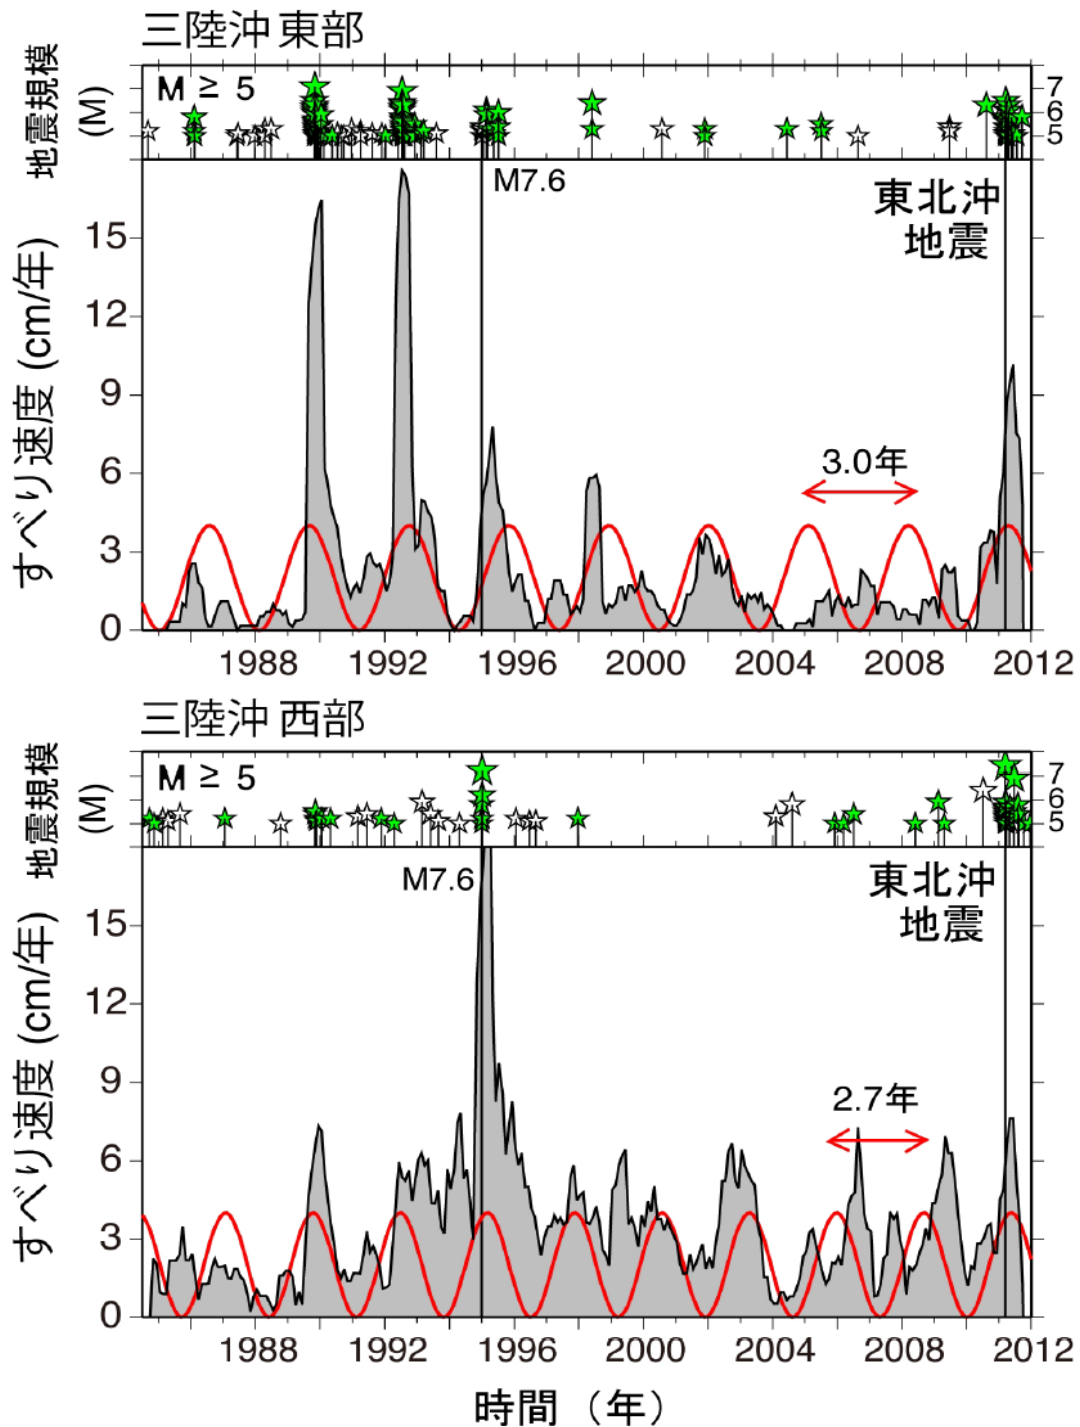 三陸沖 東部
地震規模
(M)
M ≥ 5
7
6
5
M7.6
東北沖
地震
すべり速度 (cm/年)
15
12
9
6
3
0
3.0年
1988 1992 1996 2000 2004 2008 2012
三陸沖 西部
地震規模
(M)
M ≥ 5
7
6
5
M7.6
東北沖
地震
すべり速度 (cm/年)
15
12
9
6
3
0
2.7年
1988 1992 1996 2000 2004 2008 2012
時間（年）